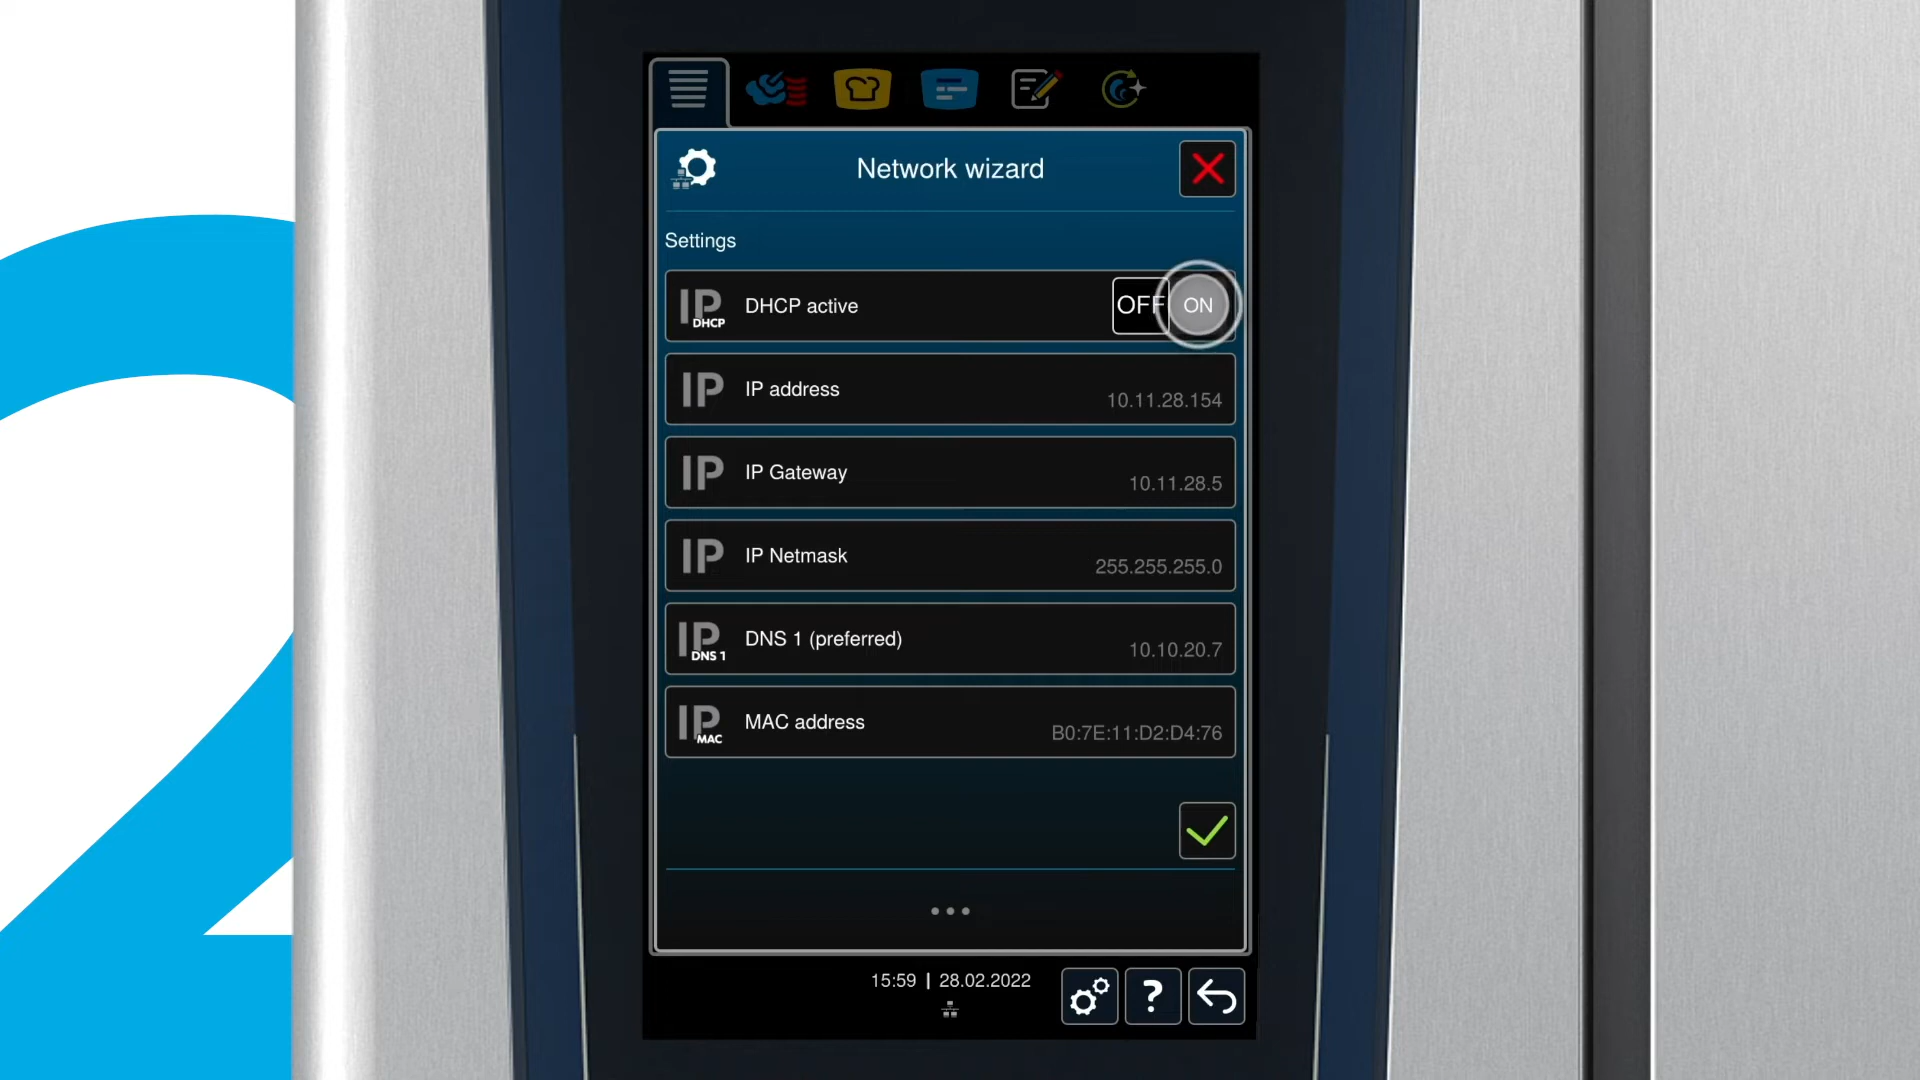 Network wizard
Settings
IP DHCP DHCP active OFF ON
IP IP address 10.11.28.154
IP IP Gateway 10.11.28.5
IP IP Netmask 255.255.255.0
IP DNS 1 DNS 1 (preferred) 10.10.20.7
IP MAC MAC address B0:7E:11:D2:D4:76
15:59 | 28.02.2022
?
2